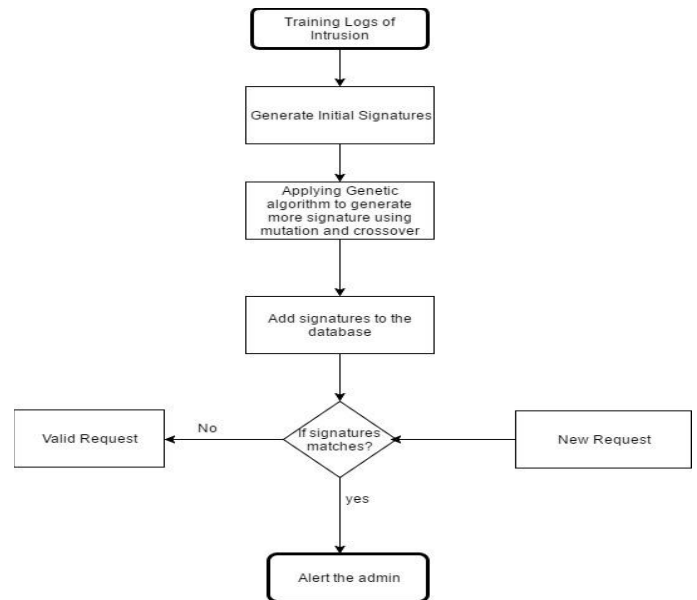 Training Logs of
Intrusion
Generate Initial Signatures
Applying Genetic
algorithm to generate
more signature using
mutation and crossover
Add signatures to the
database
Valid Request
No
If signatures
matches?
New Request
yes
Alert the admin